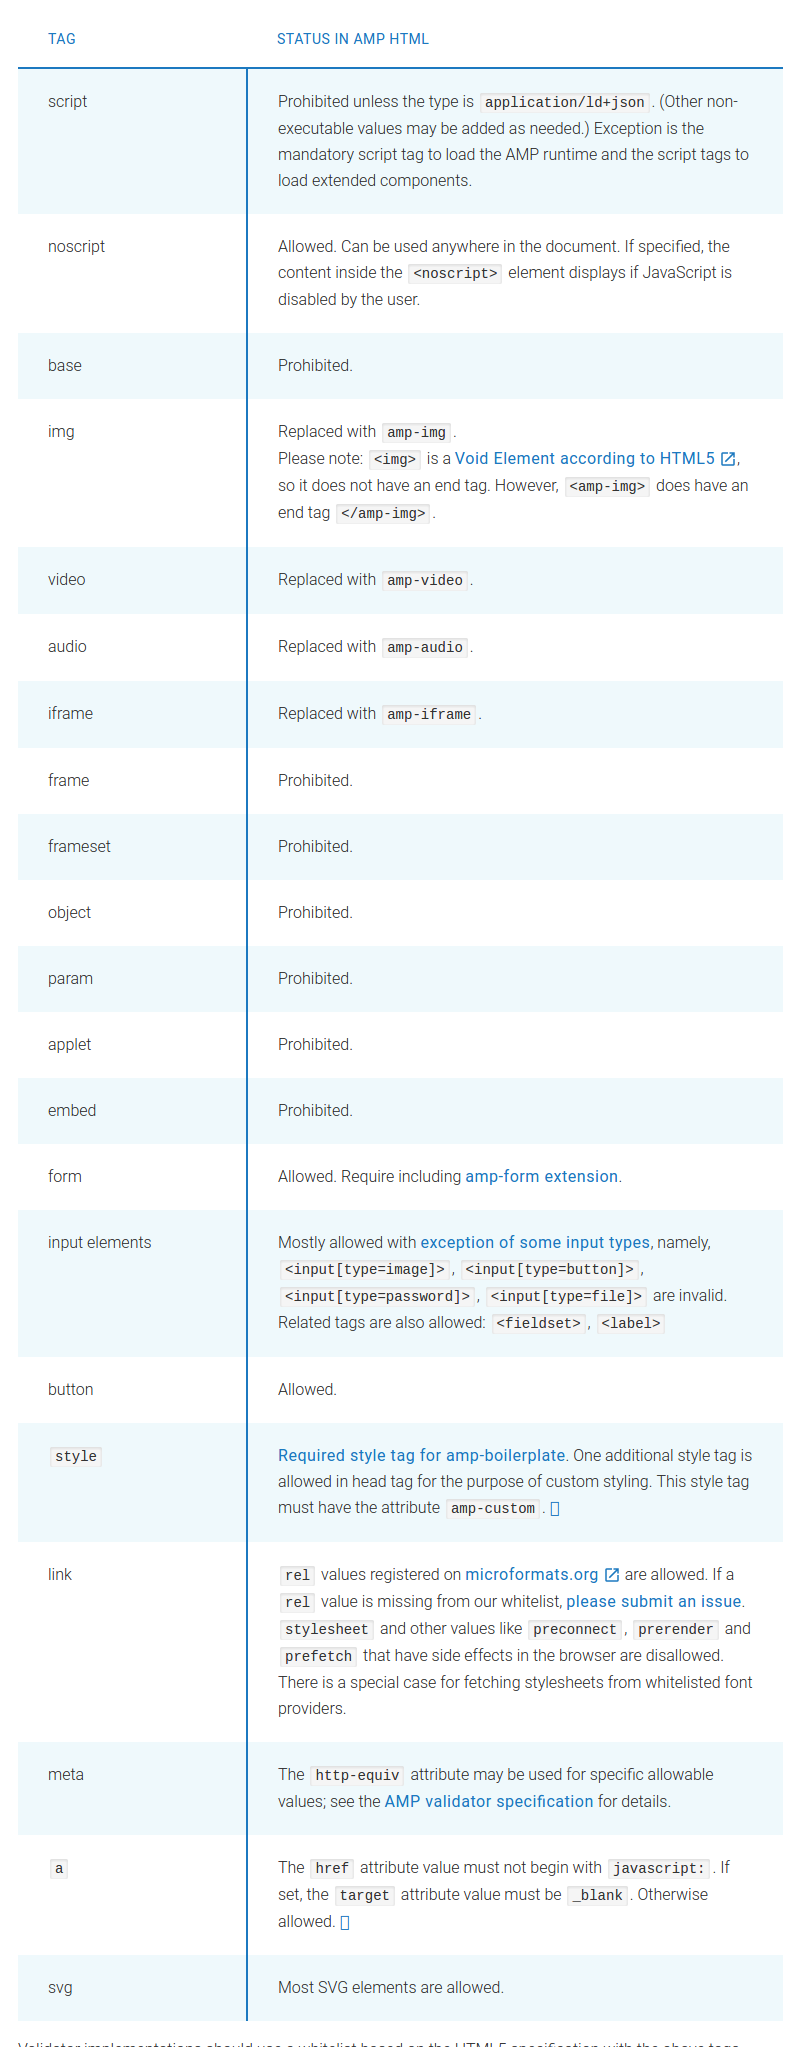 TAG STATUS IN AMP HTML
script Prohibited unless the type is application/ld+json. (Other non-
executable values may be added as needed.) Exception is the
mandatory script tag to load the AMP runtime and the script tags to
load extended components.
noscript Allowed. Can be used anywhere in the document. If specified, the
content inside the <noscript> element displays if JavaScript is
disabled by the user.
base Prohibited.
img Replaced with amp-img.
Please note: <img> is a Void Element according to HTML5,
so it does not have an end tag. However, <amp-img> does have an
end tag </amp-img>.
video Replaced with amp-video.
audio Replaced with amp-audio.
iframe Replaced with amp-iframe.
frame Prohibited.
frameset Prohibited.
object Prohibited.
param Prohibited.
applet Prohibited.
embed Prohibited.
form Allowed. Require including amp-form extension.
input elements Mostly allowed with exception of some input types, namely,
<input[type=image]>, <input[type=button]>,
<input[type=password]>, <input[type=file]> are invalid.
Related tags are also allowed: <fieldset>, <label>
button Allowed.
style Required style tag for amp-boilerplate. One additional style tag is
allowed in head tag for the purpose of custom styling. This style tag
must have the attribute amp-custom.
link rel values registered on microformats.org are allowed. If a
rel value is missing from our whitelist, please submit an issue.
stylesheet and other values like preconnect, prerender and
prefetch that have side effects in the browser are disallowed.
There is a special case for fetching stylesheets from whitelisted font
providers.
meta The http-equiv attribute may be used for specific allowable
values; see the AMP validator specification for details.
a The href attribute value must not begin with javascript:. If
set, the target attribute value must be _blank. Otherwise
allowed.
svg Most SVG elements are allowed.
Validator implementations should use a whitelist based on the HTML5 specification with the above tags